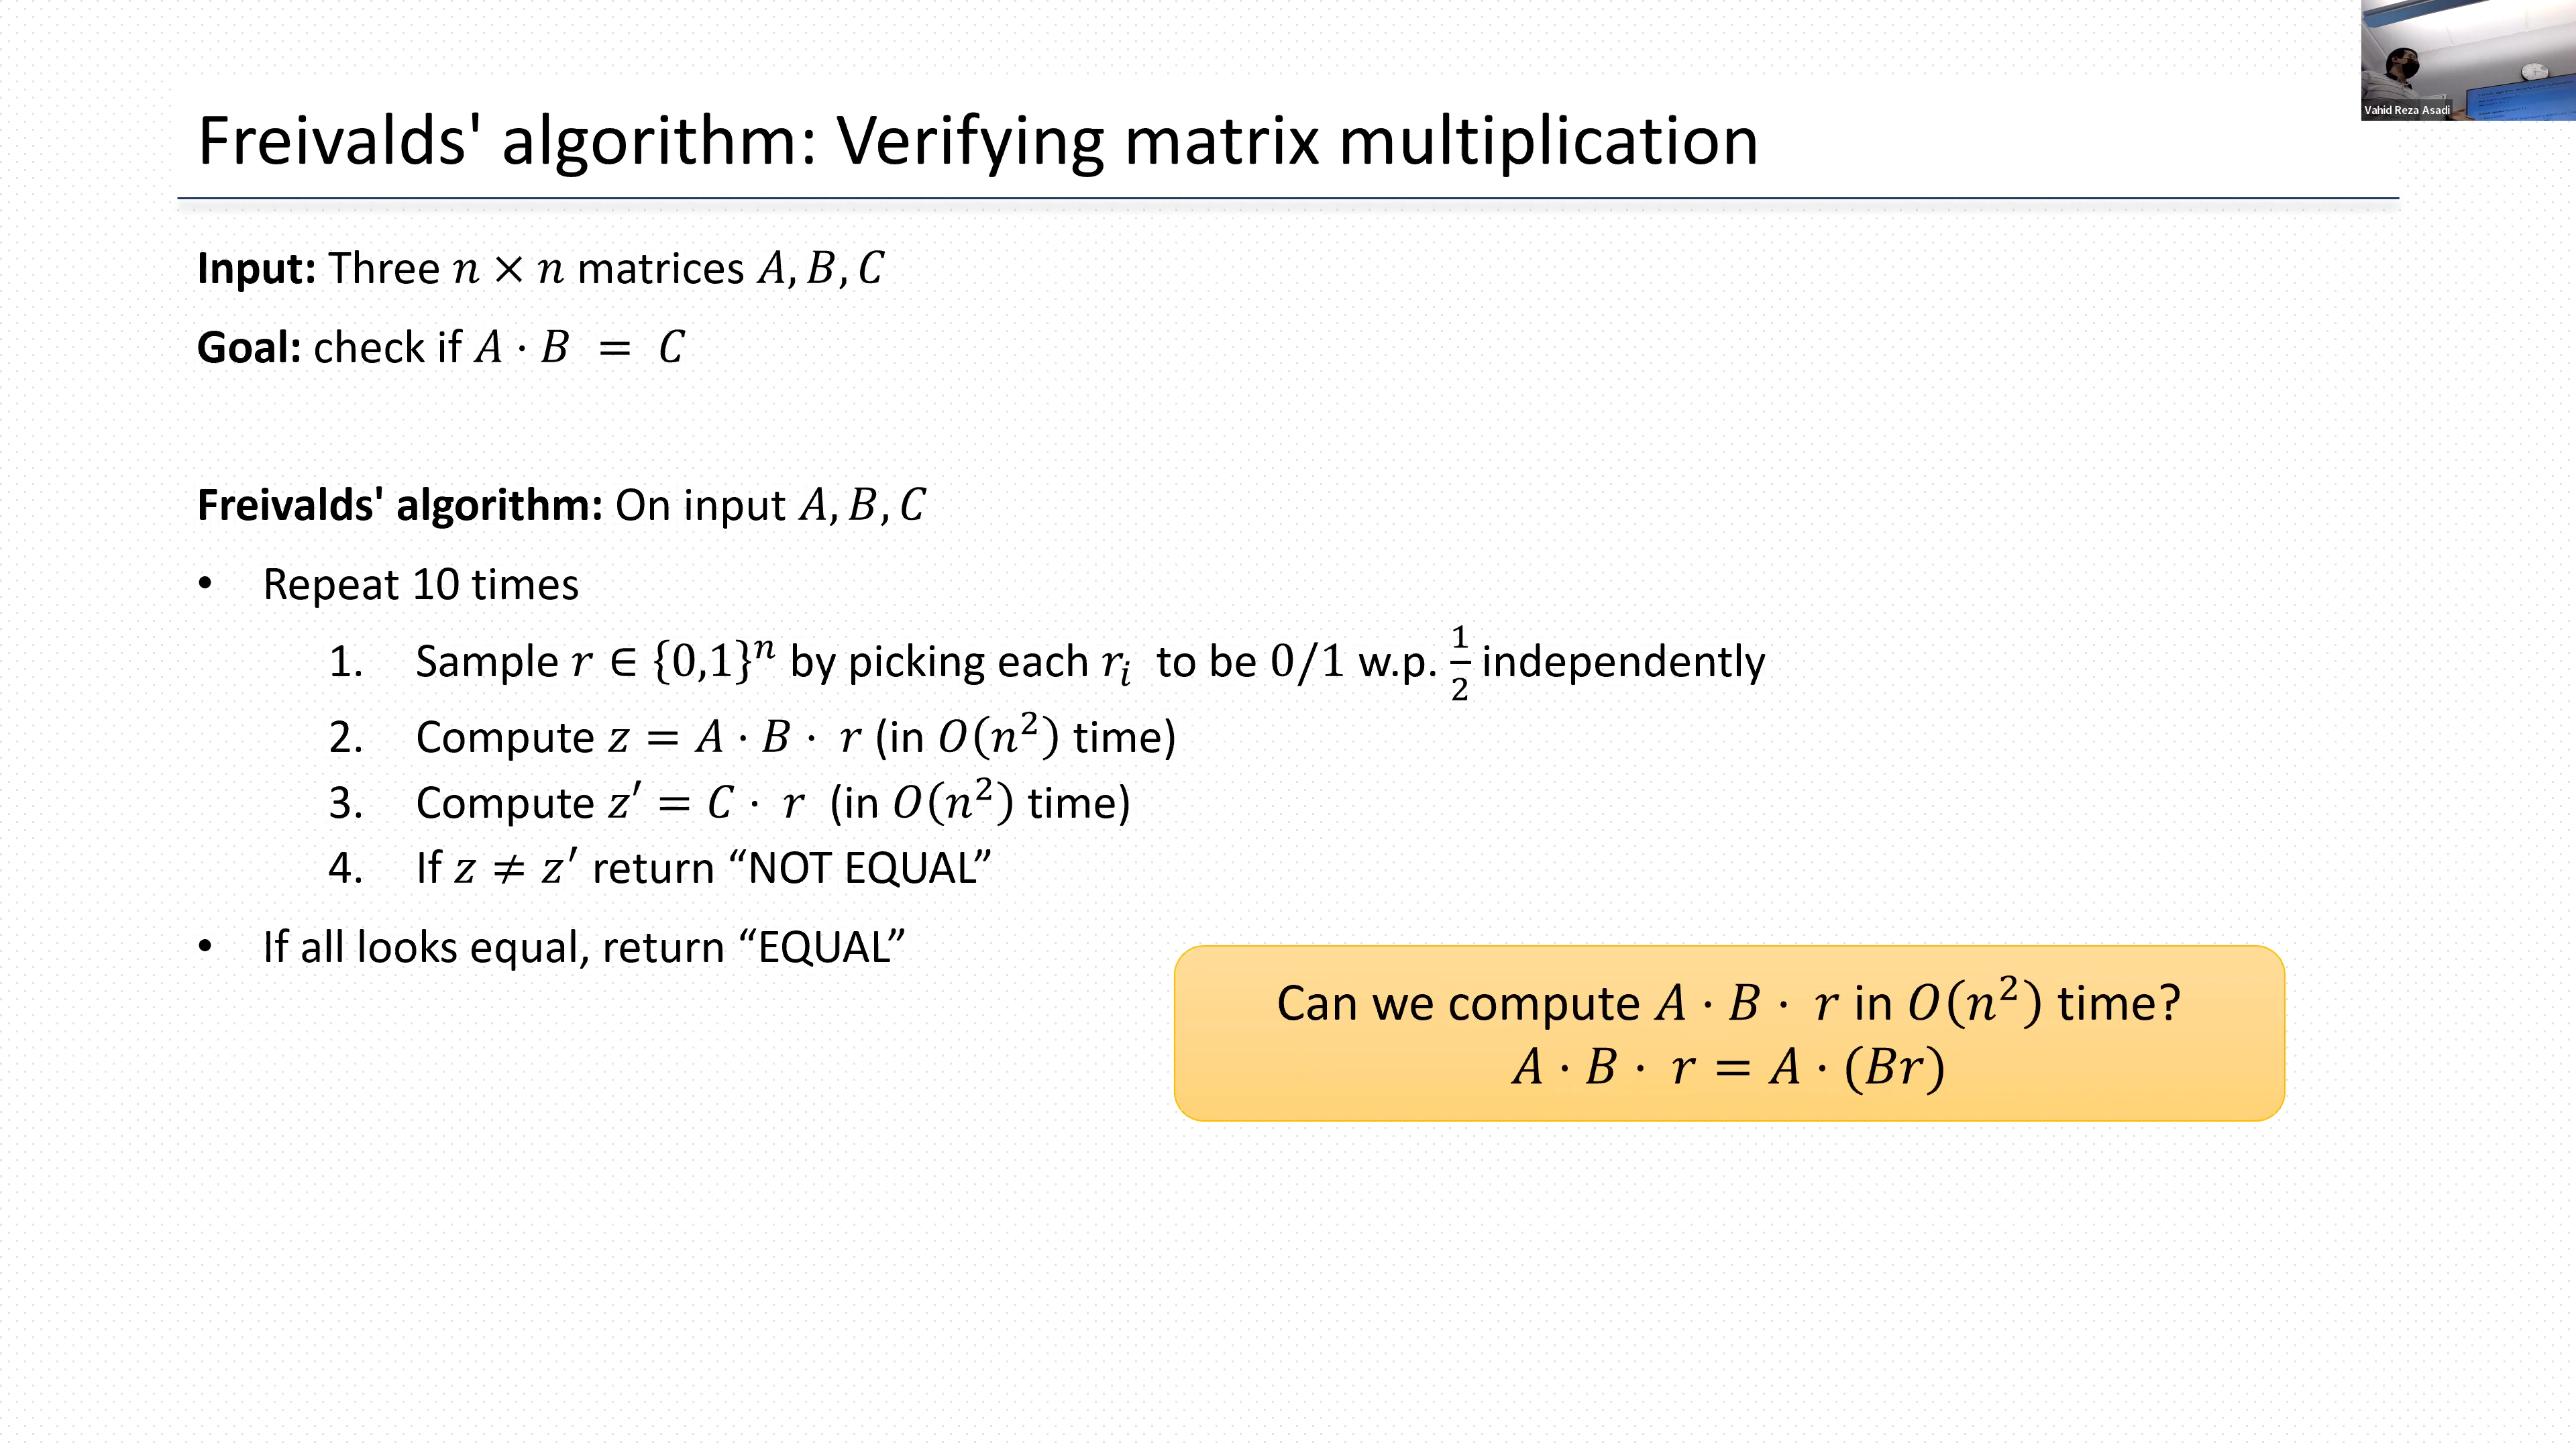 Vahid Reza Asadi
Freivalds' algorithm: Verifying matrix multiplication
Input: Three n × n matrices A, B, C
Goal: check if A · B = C
Freivalds' algorithm: On input A, B, C
• Repeat 10 times
1. Sample r ∈ {0,1}ⁿ by picking each rᵢ to be 0/1 w.p. 1/2 independently
2. Compute z = A · B · r (in O(n²) time)
3. Compute z′ = C · r (in O(n²) time)
4. If z ≠ z′ return “NOT EQUAL”
• If all looks equal, return “EQUAL”
Can we compute A · B · r in O(n²) time?
A · B · r = A · (Br)